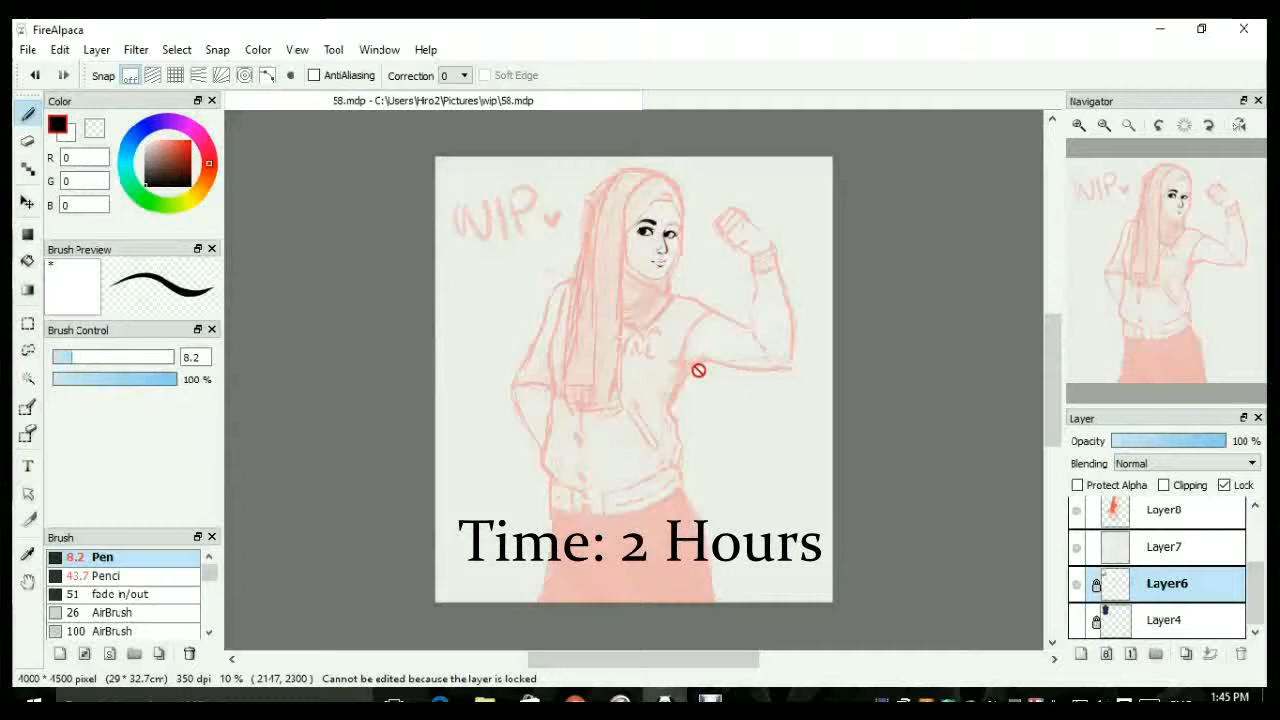 FireAlpaca
File Edit Layer Filter Select Snap Color View Tool Window Help
Snap off AntiAliasing Correction 0 Soft Edge
Color
58.mdp - C:\Users\Hro2\Pictures\wip\58.mdp
Navigator
R 0
G 0
B 0
WIP
WIP
Brush Preview
*
Brush Control
8.2
100 %
Layer
Opacity 100 %
Blending Normal
Protect Alpha Clipping Lock
Layer8
Layer7
Layer6
Layer4
T
Time: 2 Hours
Brush
8.2 Pen
43.7 Penci
51 fade in/out
26 AirBrush
100 AirBrush
4000 * 4500 pixel (29 * 32.7cm) 350 dpi 10 % ( 2147, 2300 ) Cannot be edited because the layer is locked
1:45 PM